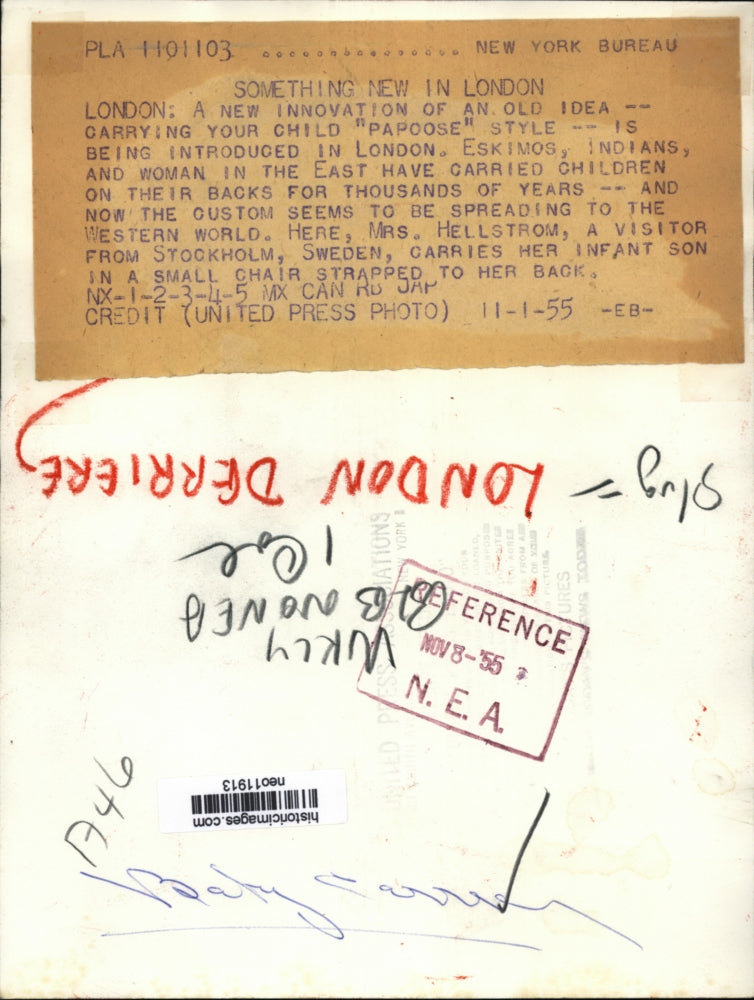 PLA 1101103 ................ NEW YORK BUREAU
SOMETHING NEW IN LONDON
LONDON: A NEW INNOVATION OF AN OLD IDEA --
CARRYING YOUR CHILD "PAPOOSE" STYLE -- IS
BEING INTRODUCED IN LONDON. ESKIMOS, INDIANS,
AND WOMAN IN THE EAST HAVE CARRIED CHILDREN
ON THEIR BACKS FOR THOUSANDS OF YEARS -- AND
NOW THE CUSTOM SEEMS TO BE SPREADING TO THE
WESTERN WORLD. HERE, MRS. HELLSTROM, A VISITOR
FROM STOCKHOLM, SWEDEN, CARRIES HER INFANT SON
IN A SMALL CHAIR STRAPPED TO HER BACK.
NX-1-2-3-4-5 MX CAN RB JAP
CREDIT (UNITED PRESS PHOTO) 11-1-55 -EB-
Slug = LONDON DERRIERE
1 Col
WKLY
REFERENCE
NOV 8-'55
N.E.A.
historicimages.com
neo11913
Baby Carrier